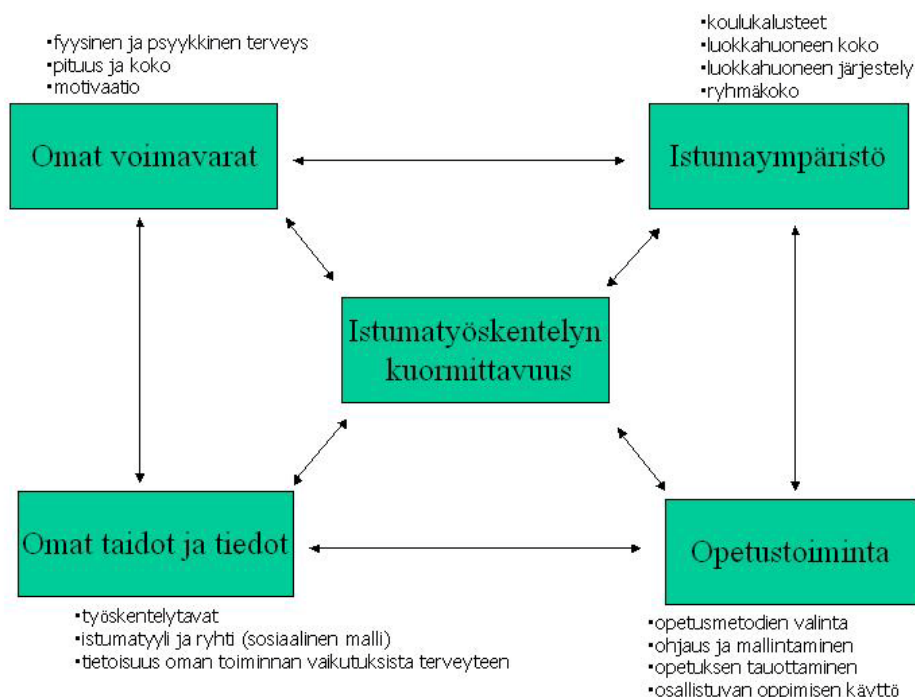 ▪fyysinen ja psyykkinen terveys
▪pituus ja koko
▪motivaatio
▪koulukalusteet
▪luokkahuoneen koko
▪luokkahuoneen järjestely
▪ryhmäkoko
Omat voimavarat
Istumaympäristö
Istumatyöskentelyn
kuormittavuus
Omat taidot ja tiedot
Opetustoiminta
▪työskentelytavat
▪istumatyyli ja ryhti (sosiaalinen malli)
▪tietoisuus oman toiminnan vaikutuksista terveyteen
▪opetusmetodien valinta
▪ohjaus ja mallintaminen
▪opetuksen tauottaminen
▪osallistuvan oppimisen käyttö